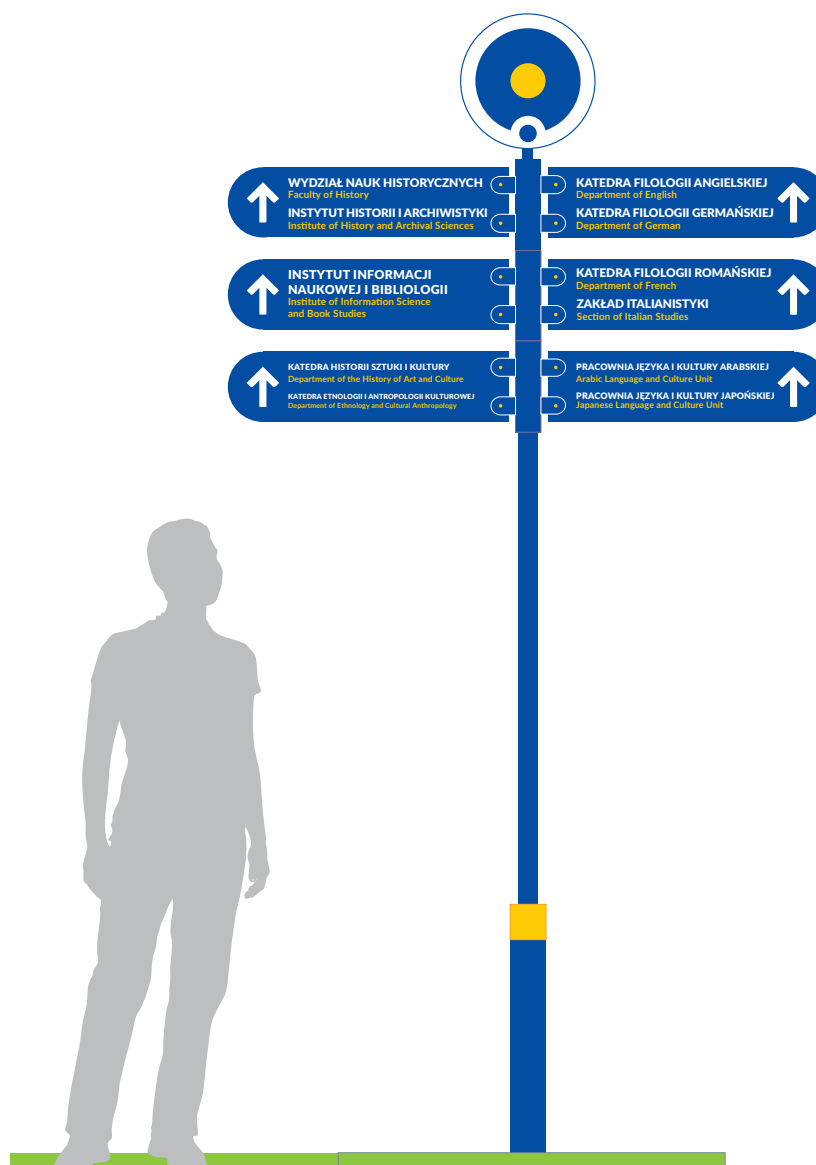 WYDZIAŁ NAUK HISTORYCZNYCH
Faculty of History
INSTYTUT HISTORII I ARCHIWISTYKI
Institute of History and Archival Sciences
KATEDRA FILOLOGII ANGIELSKIEJ
Department of English
KATEDRA FILOLOGII GERMAŃSKIEJ
Department of German
INSTYTUT INFORMACJI
NAUKOWEJ I BIBLIOLOGII
Institute of Information Science
and Book Studies
KATEDRA FILOLOGII ROMAŃSKIEJ
Department of French
ZAKŁAD ITALIANISTYKI
Section of Italian Studies
KATEDRA HISTORII SZTUKI I KULTURY
Department of the History of Art and Culture
KATEDRA ETNOLOGII I ANTROPOLOGII KULTUROWEJ
Department of Ethnology and Cultural Anthropology
PRACOWNIA JĘZYKA I KULTURY ARABSKIEJ
Arabic Language and Culture Unit
PRACOWNIA JĘZYKA I KULTURY JAPOŃSKIEJ
Japanese Language and Culture Unit